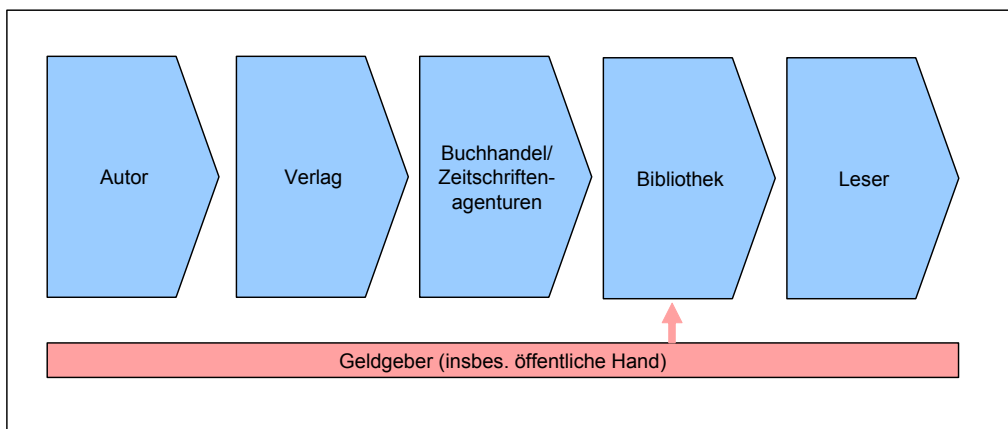 Autor
Verlag
Buchhandel/
Zeitschriften-
agenturen
Bibliothek
Leser
Geldgeber (insbes. öffentliche Hand)